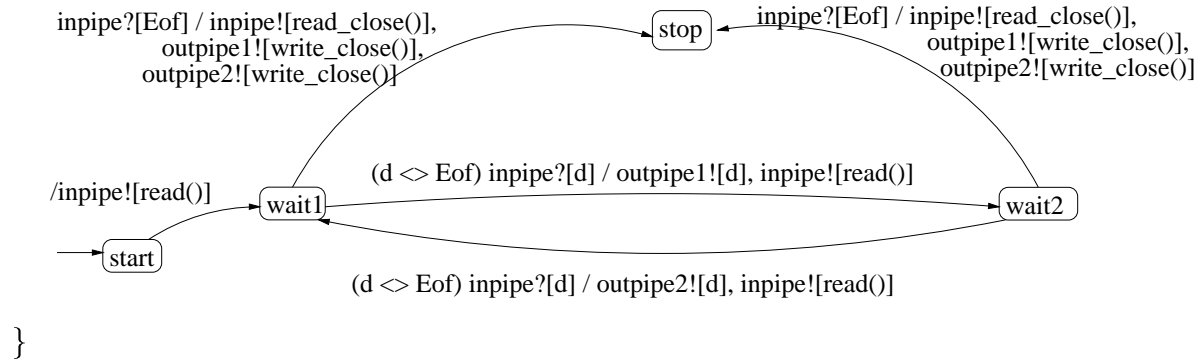 inpipe?[Eof] / inpipe![read_close()],
outpipe1![write_close()],
outpipe2![write_close()]
stop
inpipe?[Eof] / inpipe![read_close()],
outpipe1![write_close()],
outpipe2![write_close()]
(d <> Eof) inpipe?[d] / outpipe1![d], inpipe![read()]
/inpipe![read()]
wait1
wait2
start
(d <> Eof) inpipe?[d] / outpipe2![d], inpipe![read()]
}